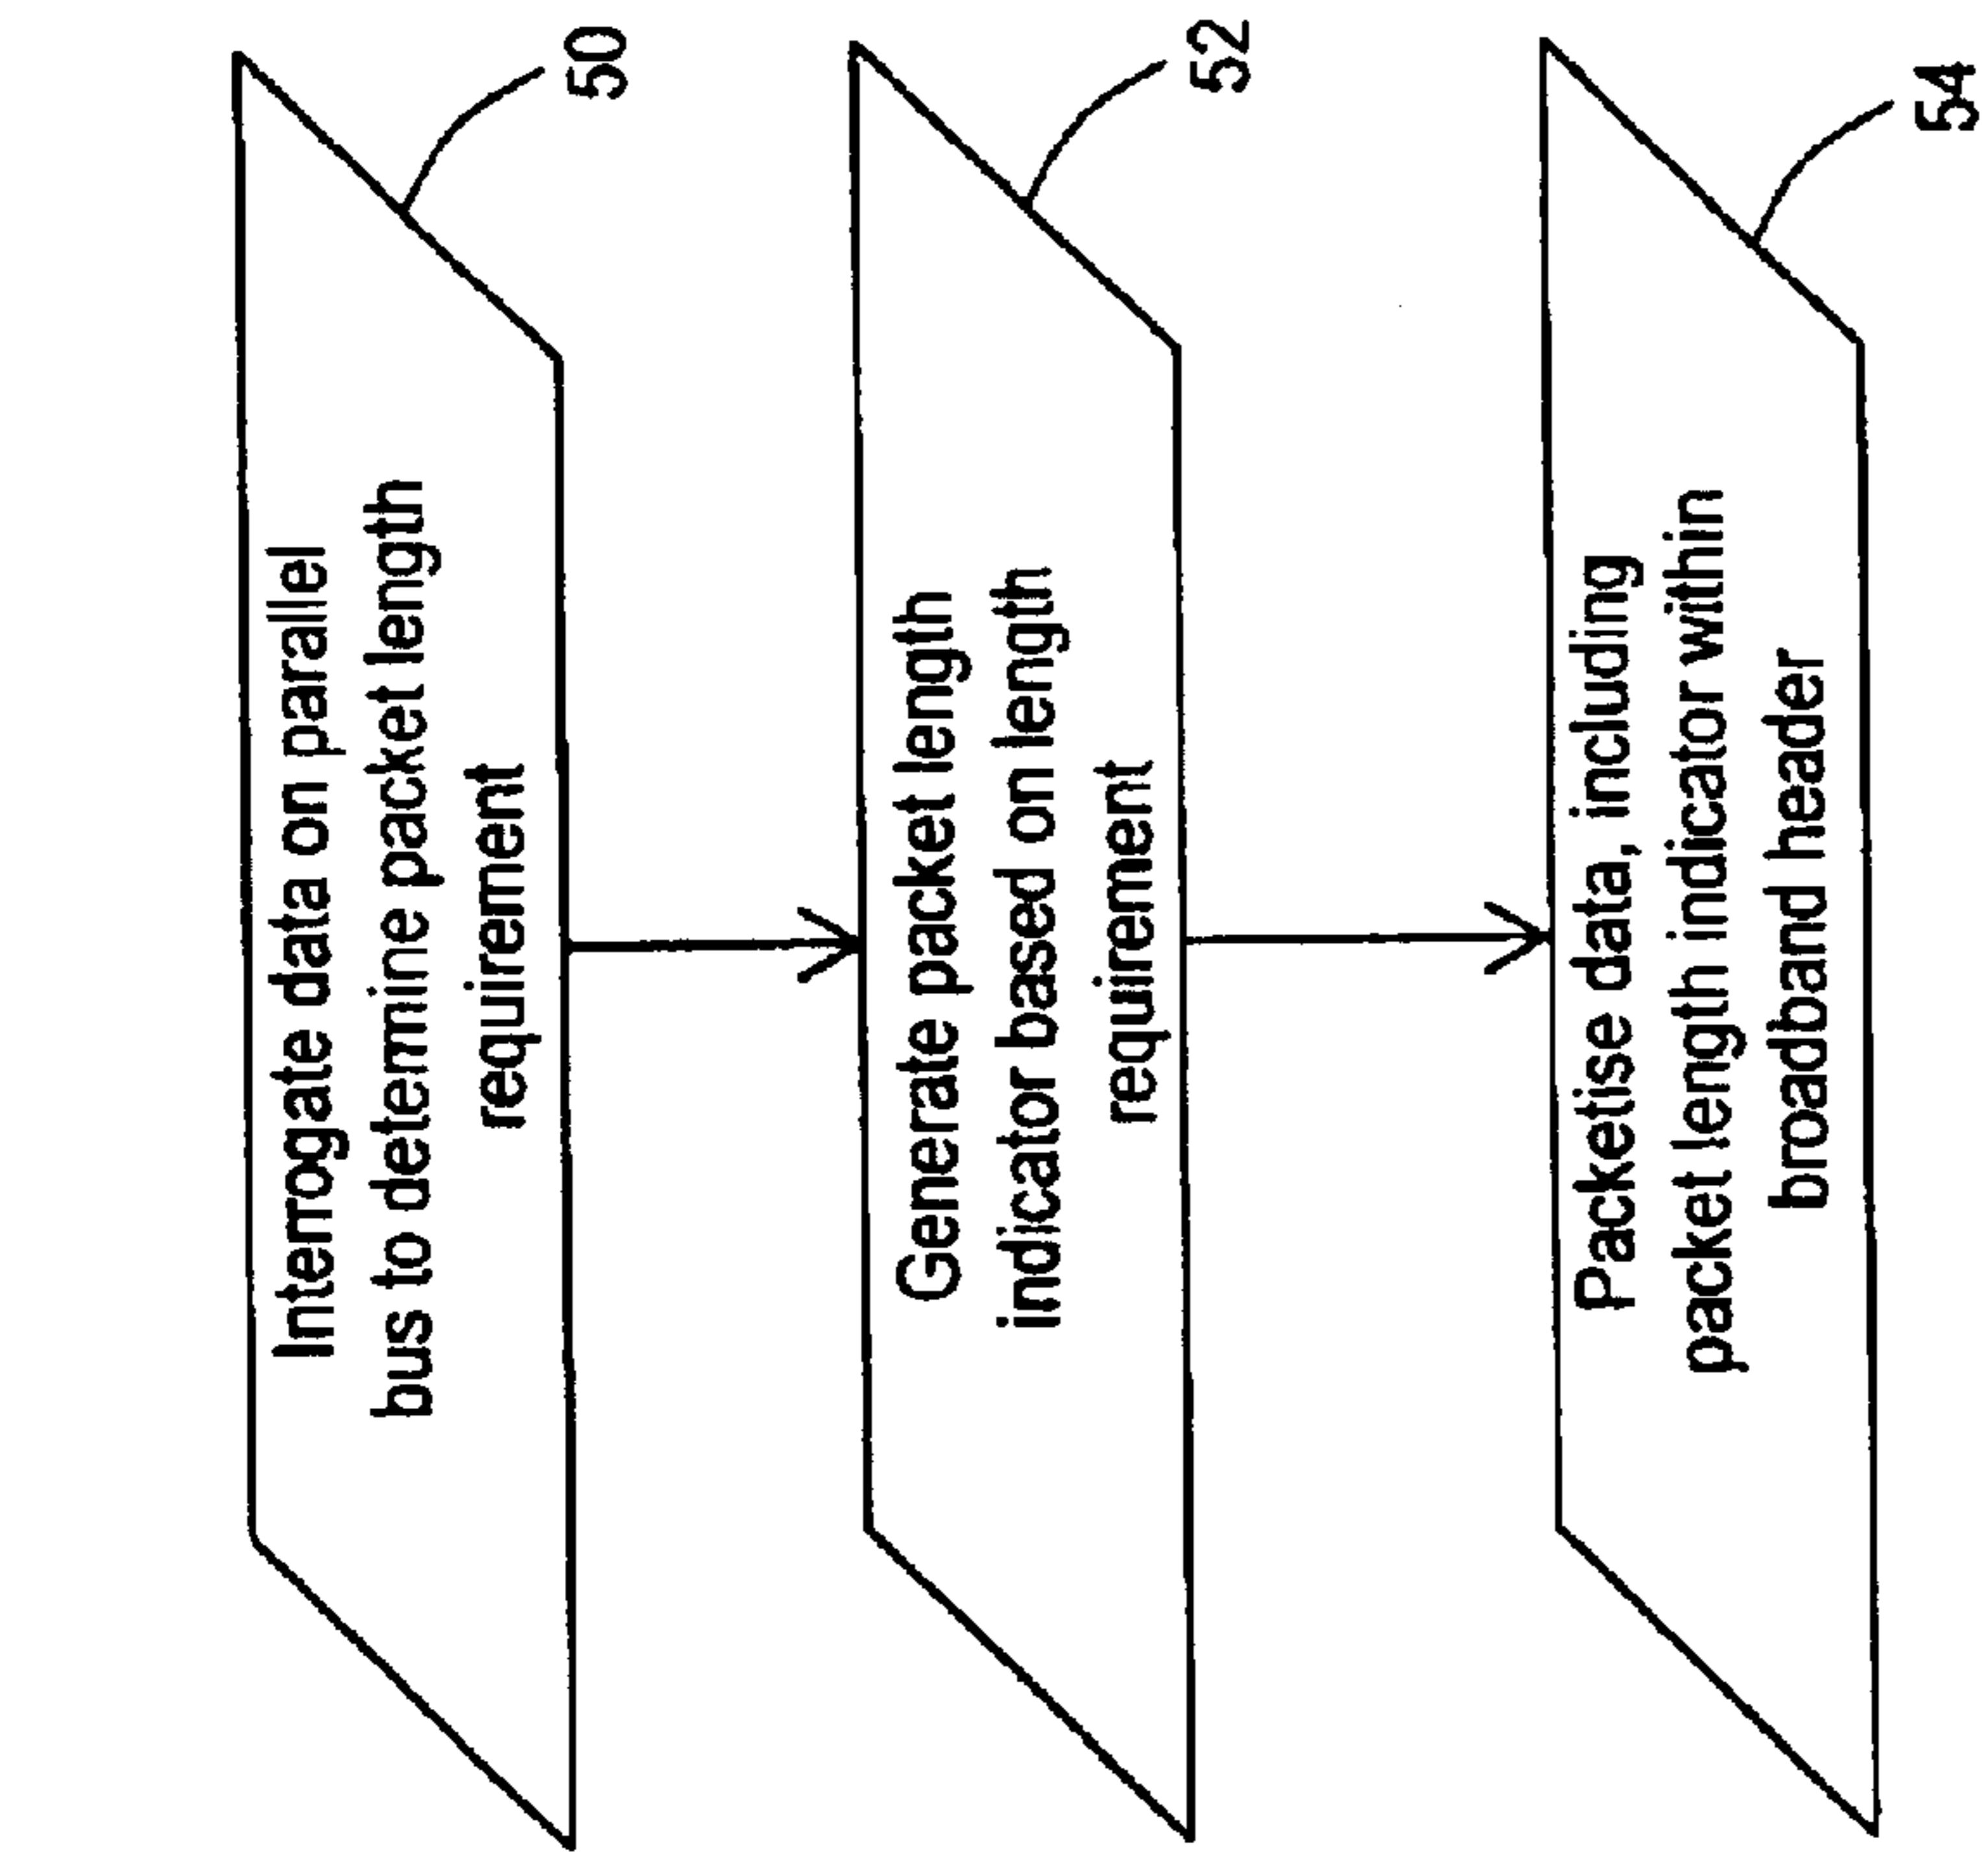 Interrogate data on parallel
bus to determine packet length
requirement
50
Generate packet length
indicator based on length
requirement
52
Packetise data, including
packet length indicator within
broadband header
54